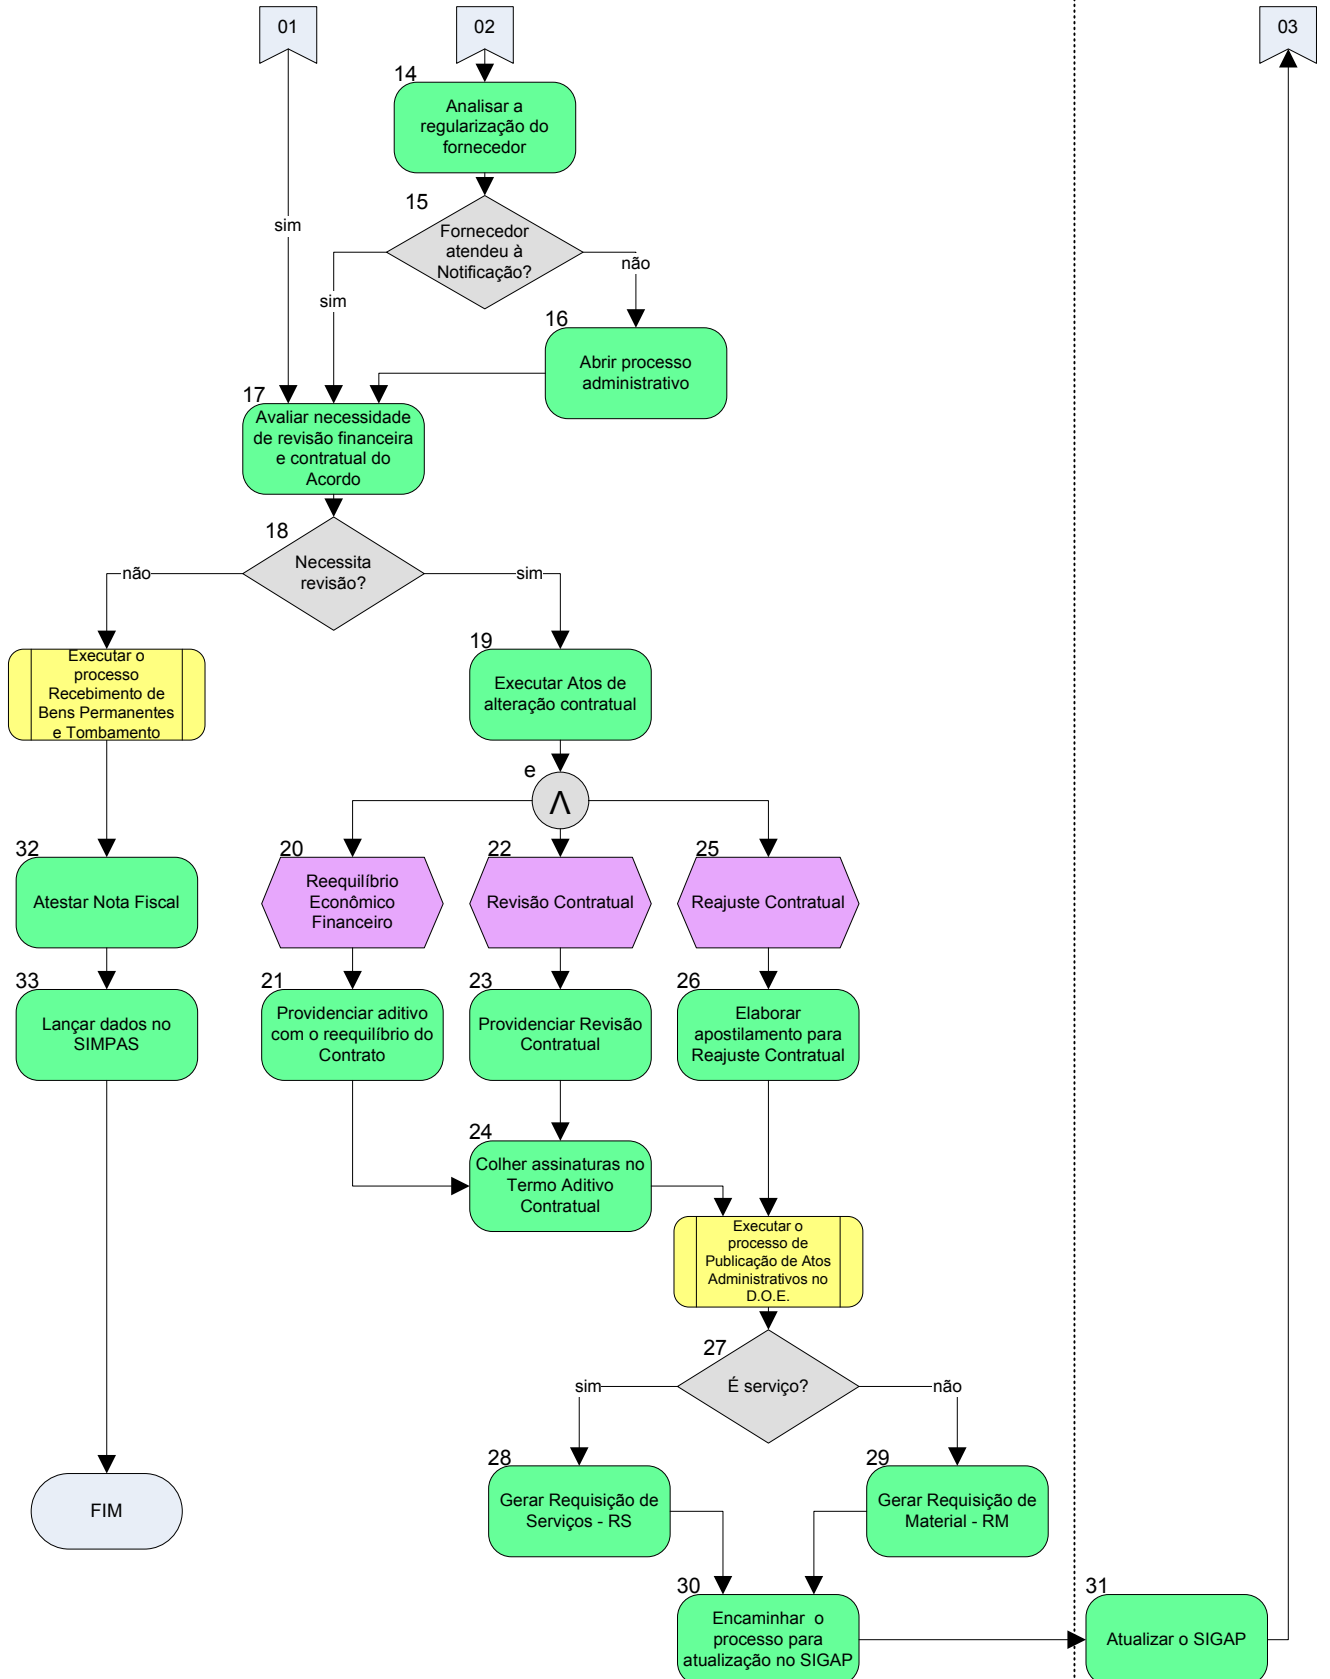 01
02
03
14
Analisar a
regularização do
fornecedor
15
Fornecedor
atendeu à
Notificação?
sim
não
sim
16
Abrir processo
administrativo
17
Avaliar necessidade
de revisão financeira
e contratual do
Acordo
18
Necessita
revisão?
não
sim
Executar o
processo
Recebimento de
Bens Permanentes
e Tombamento
19
Executar Atos de
alteração contratual
e
Λ
32
Atestar Nota Fiscal
20
Reequilíbrio
Econômico
Financeiro
22
Revisão Contratual
25
Reajuste Contratual
33
Lançar dados no
SIMPAS
21
Providenciar aditivo
com o reequilíbrio do
Contrato
23
Providenciar Revisão
Contratual
26
Elaborar
apostilamento para
Reajuste Contratual
24
Colher assinaturas no
Termo Aditivo
Contratual
Executar o
processo de
Publicação de Atos
Administrativos no
D.O.E.
27
É serviço?
sim
não
28
Gerar Requisição de
Serviços - RS
29
Gerar Requisição de
Material - RM
FIM
30
Encaminhar o
processo para
atualização no SIGAP
31
Atualizar o SIGAP